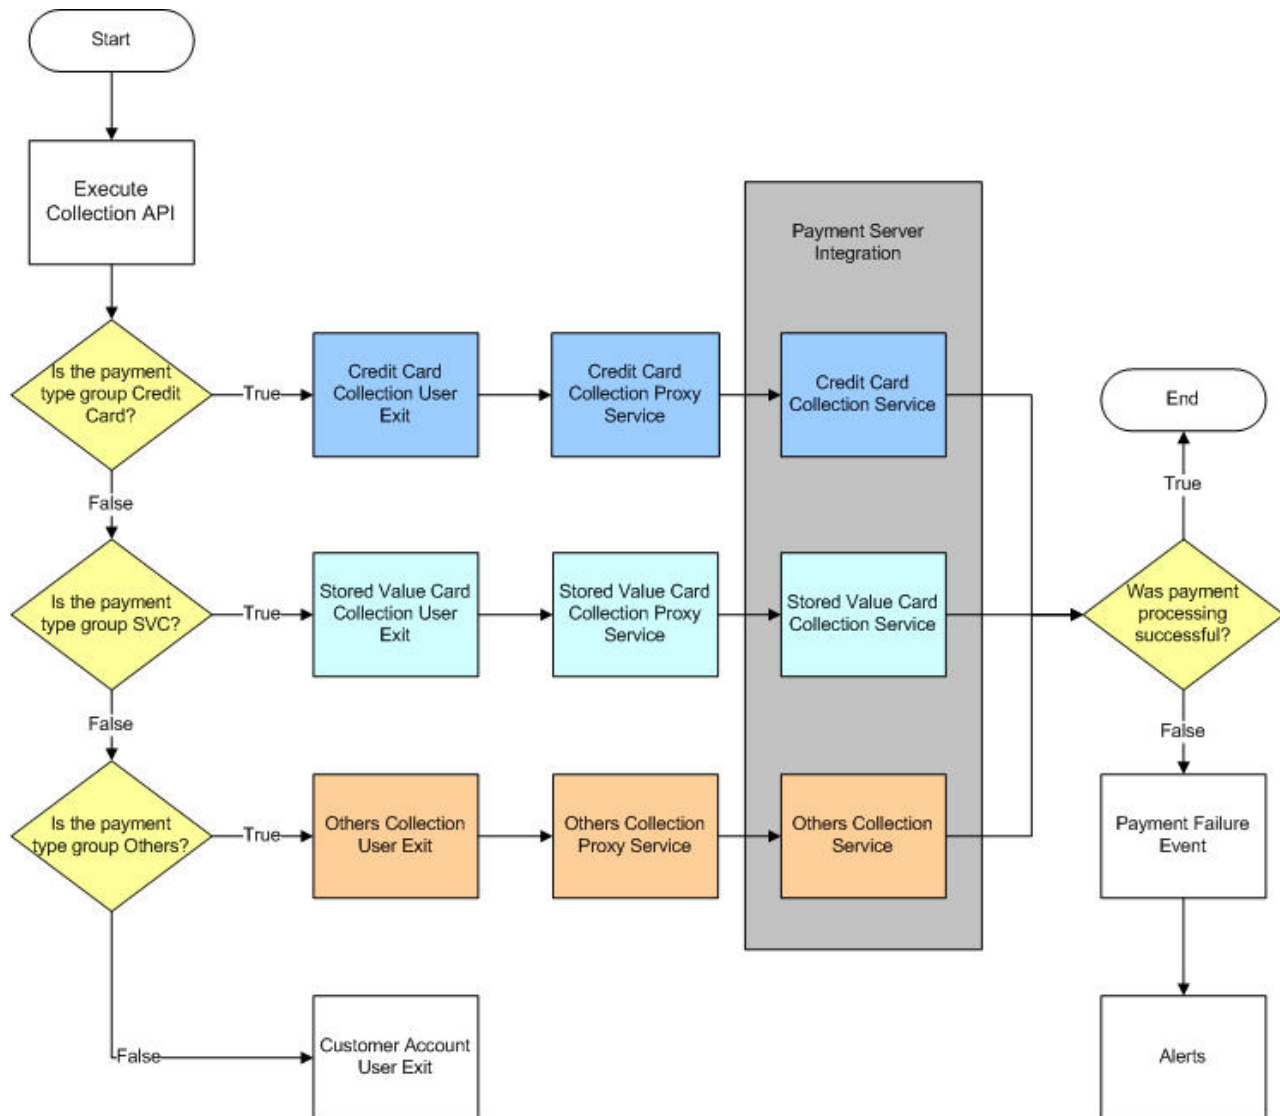 Start
Execute
Collection API
Payment Server
Integration
Is the payment
type group Credit
Card?
True
Credit Card
Collection User
Exit
Credit Card
Collection Proxy
Service
Credit Card
Collection Service
End
False
True
Is the payment
type group SVC?
True
Stored Value Card
Collection User
Exit
Stored Value Card
Collection Proxy
Service
Stored Value Card
Collection Service
Was payment
processing
successful?
False
False
Is the payment
type group Others?
True
Others Collection
User Exit
Others Collection
Proxy Service
Others Collection
Service
Payment Failure
Event
False
Customer Account
User Exit
Alerts